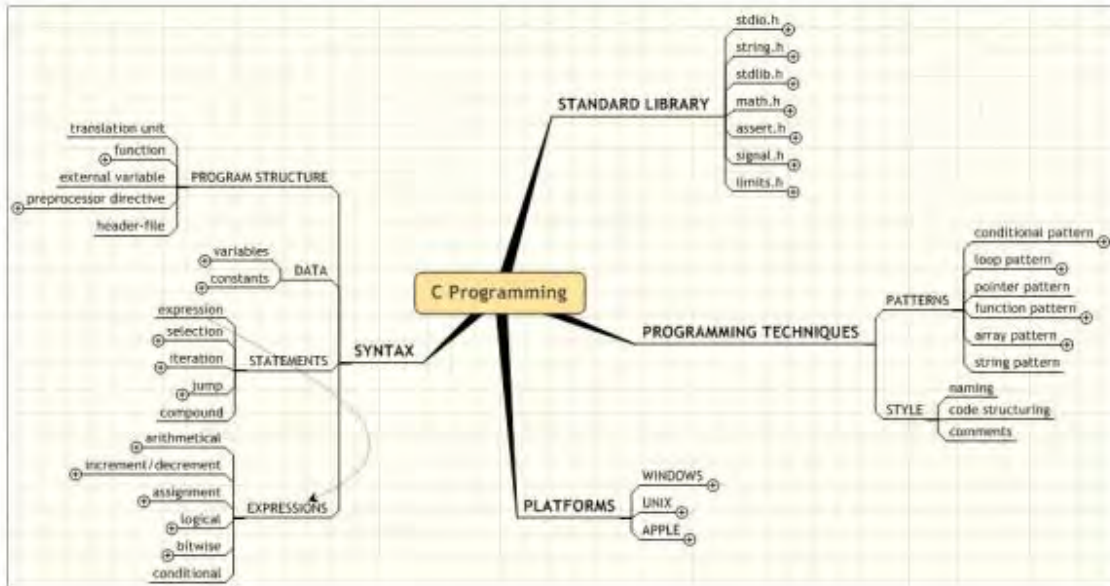 C Programming
STANDARD LIBRARY
stdio.h
string.h
stdlib.h
math.h
assert.h
signal.h
limits.h
PROGRAMMING TECHNIQUES
PATTERNS
conditional pattern
loop pattern
pointer pattern
function pattern
array pattern
string pattern
STYLE
naming
code structuring
comments
PLATFORMS
WINDOWS
UNIX
APPLE
SYNTAX
PROGRAM STRUCTURE
translation unit
function
external variable
preprocessor directive
header-file
DATA
variables
constants
STATEMENTS
expression
selection
iteration
jump
compound
EXPRESSIONS
arithmetical
increment/decrement
assignment
logical
bitwise
conditional